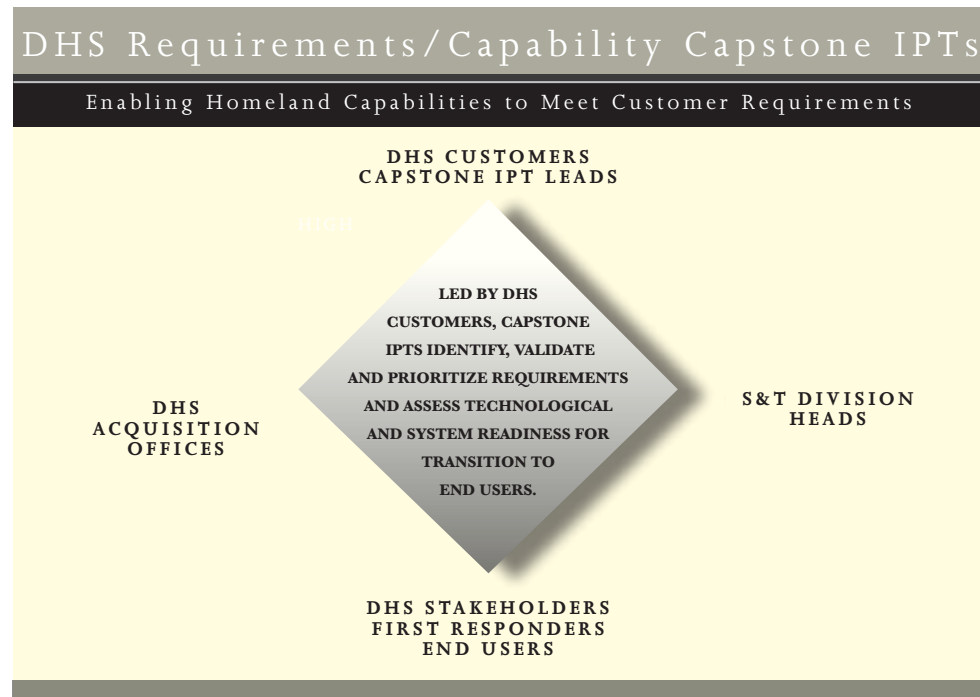 DHS Requirements/Capability Capstone IPTs
Enabling Homeland Capabilities to Meet Customer Requirements
DHS CUSTOMERS
CAPSTONE IPT LEADS
HIGH
LED BY DHS
CUSTOMERS, CAPSTONE
IPTS IDENTIFY, VALIDATE
AND PRIORITIZE REQUIREMENTS
AND ASSESS TECHNOLOGICAL
AND SYSTEM READINESS FOR
TRANSITION TO
END USERS.
DHS
ACQUISITION
OFFICES
S&T DIVISION
HEADS
DHS STAKEHOLDERS
FIRST RESPONDERS
END USERS